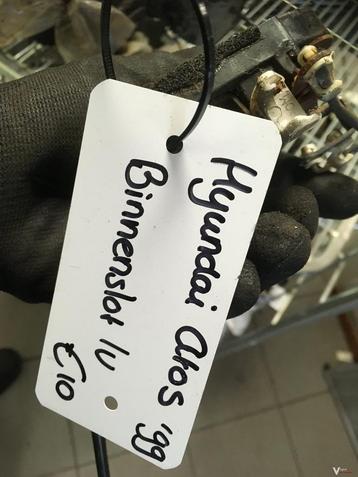 Hyundai Atos '99
Binnenslot lv
€10